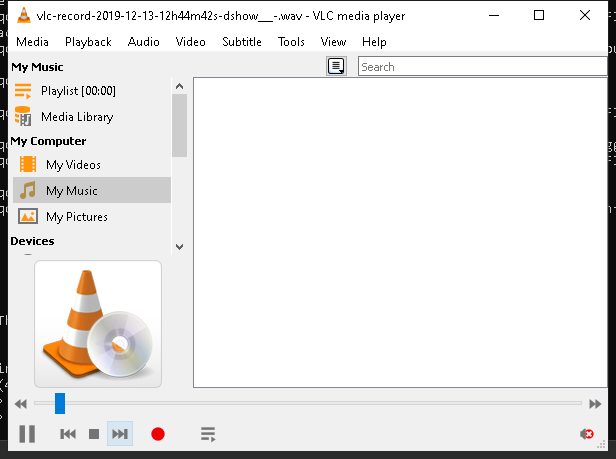 vlc-record-2019-12-13-12h44m42s-dshow___-.wav - VLC media player
Media Playback Audio Video Subtitle Tools View Help
My Music
Search
Playlist [00:00]
Media Library
My Computer
My Videos
My Music
My Pictures
Devices